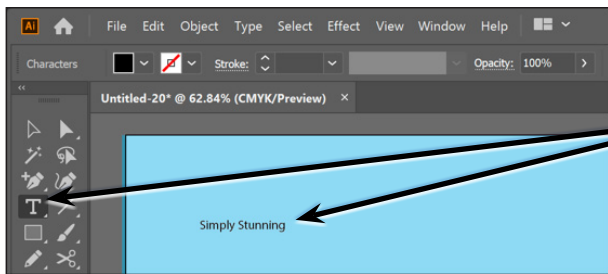 Ai File Edit Object Type Select Effect View Window Help
Characters Stroke: Opacity: 100%
Untitled-20* @ 62.84% (CMYK/Preview) ×
T
Simply Stunning